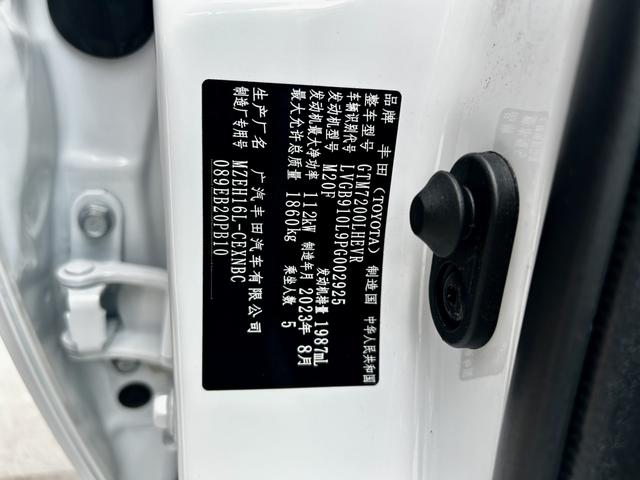 品牌 丰田(TOYOTA) 制造国 中华人民共和国
整车型号 GTM7200LHEVR
车辆识别代号 LVGB910L9PG002925
发动机型号 M20F 发动机排量 1987mL
发动机最大净功率 112kW 制造年月 2023年 8月
最大允许总质量 1860kg 乘坐人数 5
生产厂名 广汽丰田汽车有限公司
制造厂专用号 MZEH16L-CEXNBC
089EB20PB10